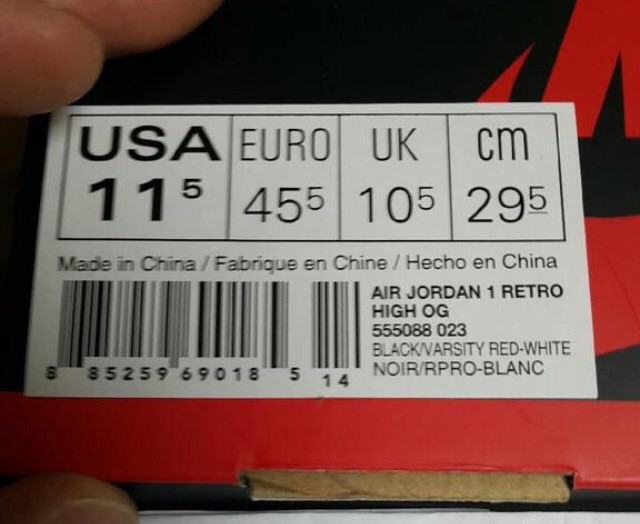 USA EURO UK cm
11⁵ 45⁵ 10⁵ 29⁵
Made in China / Fabrique en Chine / Hecho en China
AIR JORDAN 1 RETRO
HIGH OG
555088 023
BLACK/VARSITY RED-WHITE
NOIR/RPRO-BLANC
8 85259 69018 5 14